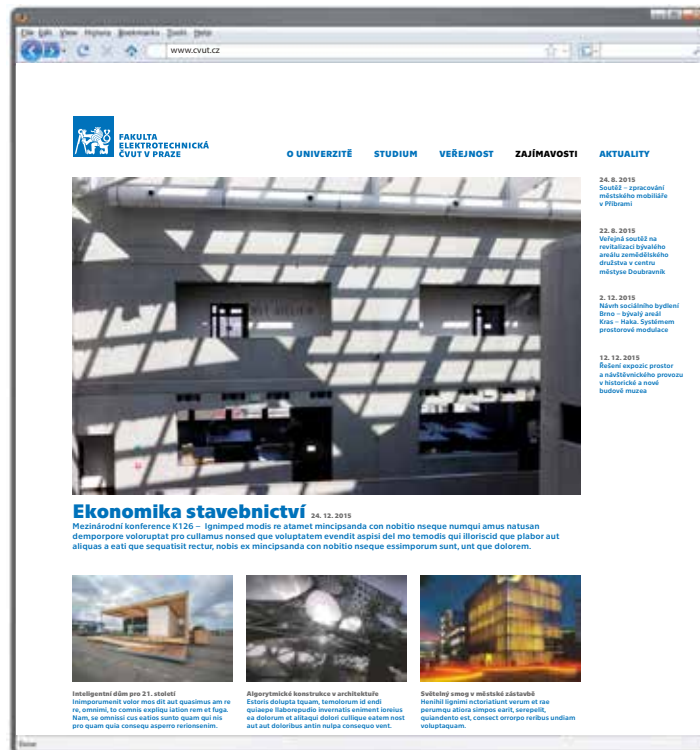 File Edit View History Bookmarks Tools Help
www.cvut.cz
FAKULTA
ELEKTROTECHNICKÁ
ČVUT V PRAZE
O UNIVERZITĚ STUDIUM VEŘEJNOST ZAJÍMAVOSTI AKTUALITY
24. 8. 2015
Soutěž – zpracování
městského mobiliáře
v Příbrami
22. 8. 2015
Veřejná soutěž na
revitalizaci bývalého
areálu zemědělského
družstva v centru
městyse Doubravník
2. 12. 2015
Návrh sociálního bydlení
Brno – bývalý areál
Kras – Haka. Systémem
prostorové modulace
12. 12. 2015
Řešení expozic prostor
a návštěvnického provozu
v historické a nové
budově muzea
Ekonomika stavebnictví 24. 12. 2015
Mezinárodní konference K126 – Ignimped modis re atamet mincipsanda con nobitio nseque numqui amus natusan
demporpore voloruptat pro cullamus nonsed que voluptatem evendit aspisi del mo temodis qui illoriscid que plabor aut
aliquas a eati que sequatisit rectur, nobis ex mincipsanda con nobitio nseque essimporum sunt, unt que dolorem.
Inteligentní dům pro 21. století
Inimporument volor mos dit aut quasimus am re
re, omnimi, to comnis expliqu iation rem et fuga.
Nam, se omnissi cus eatios sunto quam qui nis
pro quam quia consequ asperro rerionsenim.
Algorytmické konstrukce v architektuře
Estoris dolupta tquam, temolorum id endi
quiaepe llaborepudio invernatis eniment ioreius
ea dolorum et alitaqui dolori cullique eatem nost
aut aut doloribus antin nulpa consequo vent.
Světelný smog v městské zástavbě
Henihil lignimi nctoriatiunt verum et rae
perumqu atiora simpos earit, serepelit,
quiandento est, consect orrorpo reribus undiam
voluptaquam.
Done